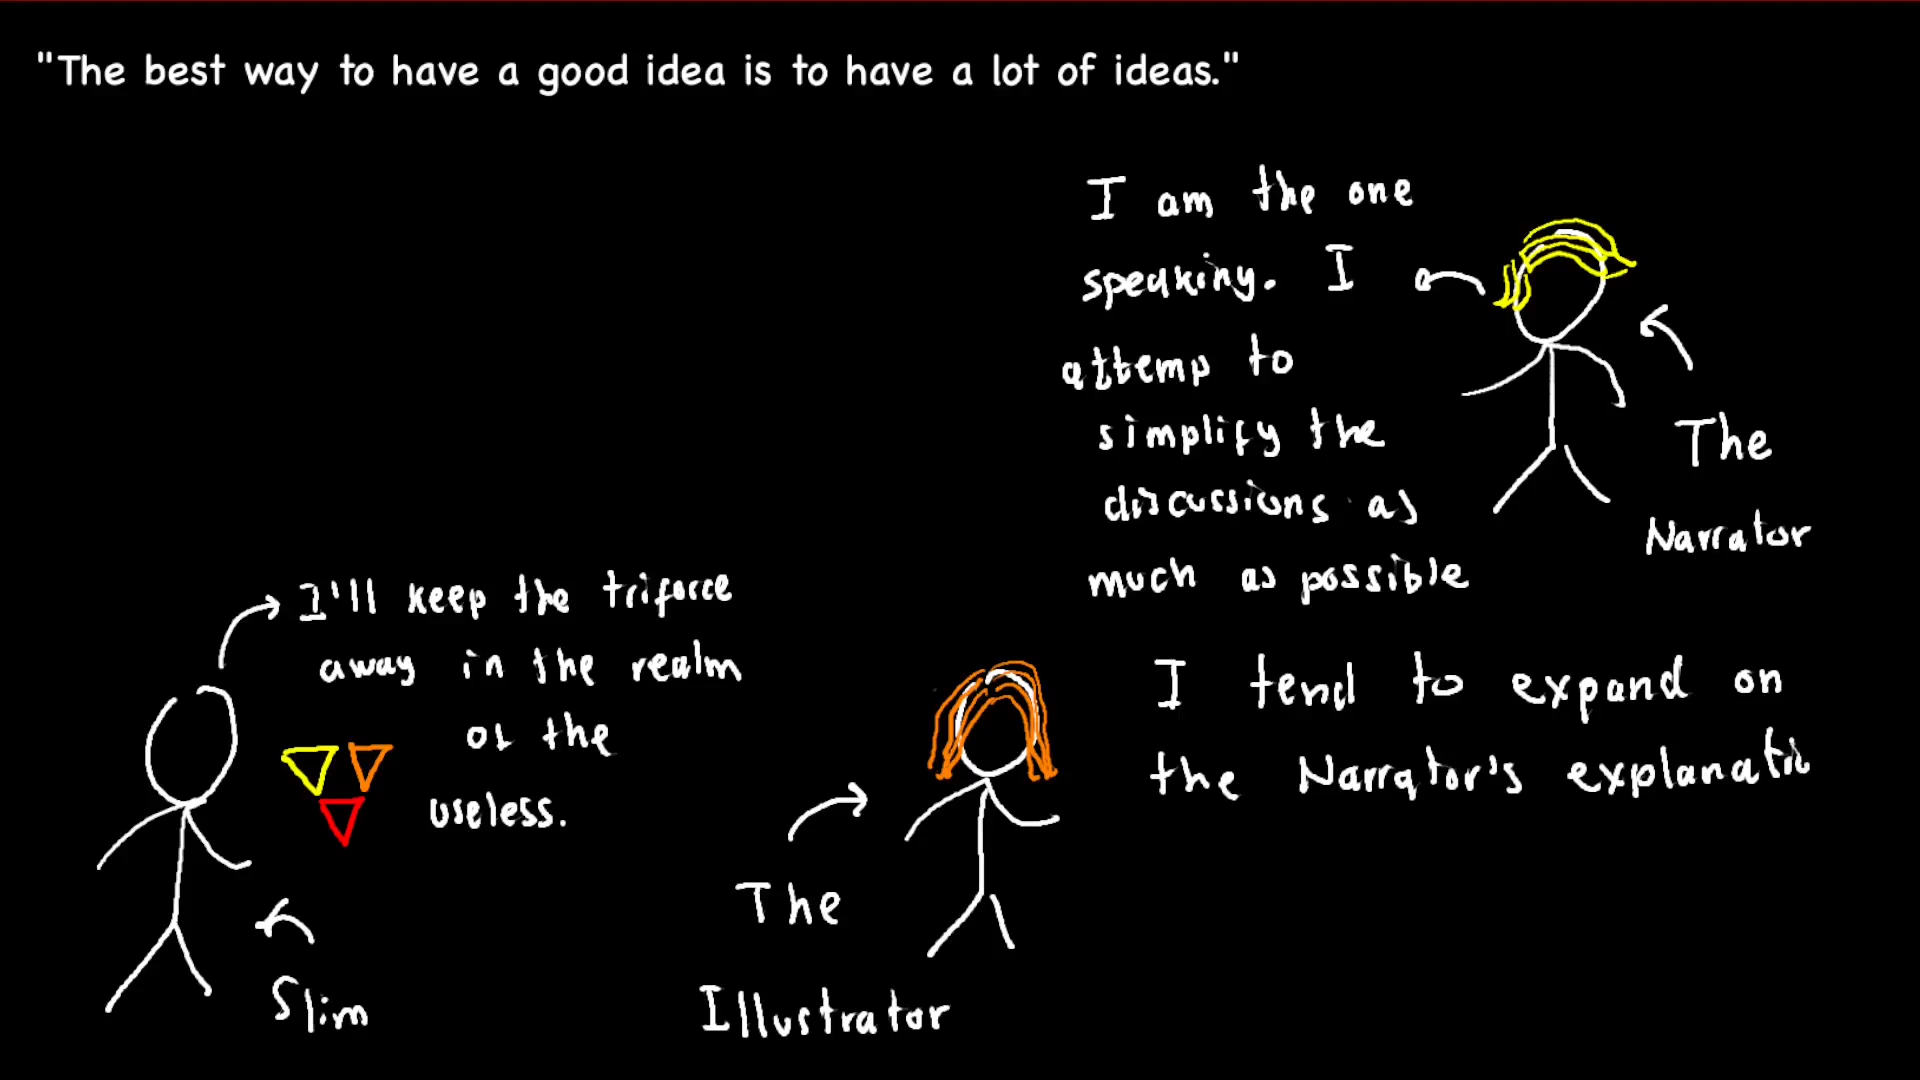 "The best way to have a good idea is to have a lot of ideas."
I am the one
speaking. I
attemp to
simplify the
discussions as
much as possible
The
Narrator
I'll keep the triforce
away in the realm
of the
useless.
Slim
I tend to expand on
the Narrator's explanatio
The
Illustrator